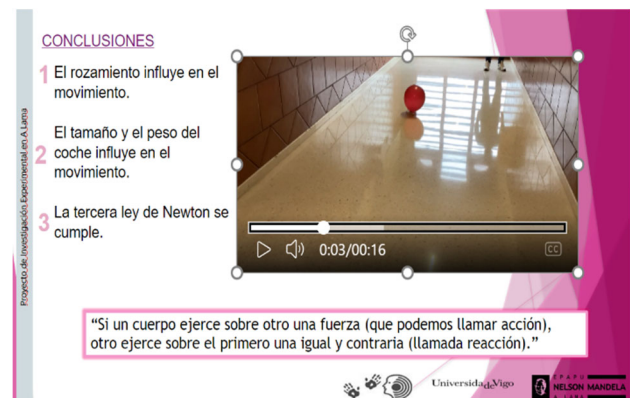 CONCLUSIONES
1 El rozamiento influye en el
movimiento.
2 El tamaño y el peso del
coche influye en el
movimiento.
3 La tercera ley de Newton se
cumple.
Proyecto de Investigación Experimental en A Lama
0:03/00:16
CC
“Si un cuerpo ejerce sobre otro una fuerza (que podemos llamar acción),
otro ejerce sobre el primero una igual y contraria (llamada reacción).”
UniversidadeVigo
EPAPU
NELSON MANDELA
A LAMA